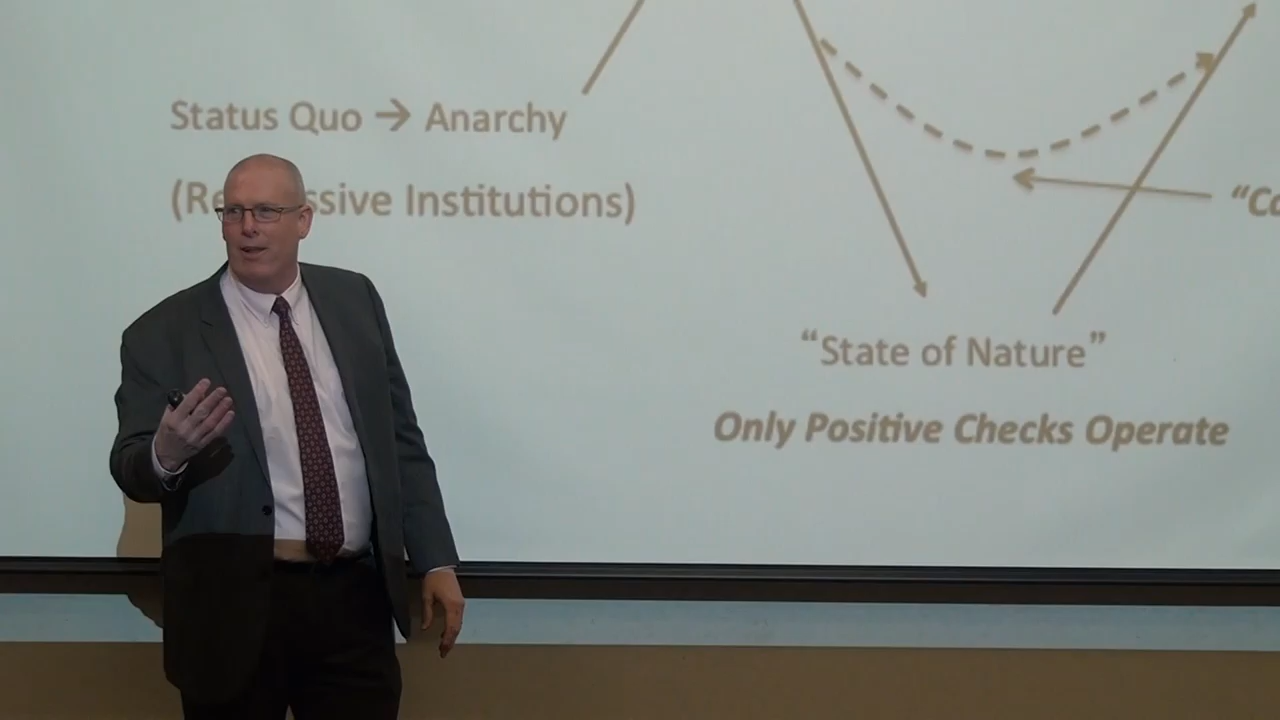 Status Quo → Anarchy
Institutions)
“State of Nature”
Only Positive Checks Operate